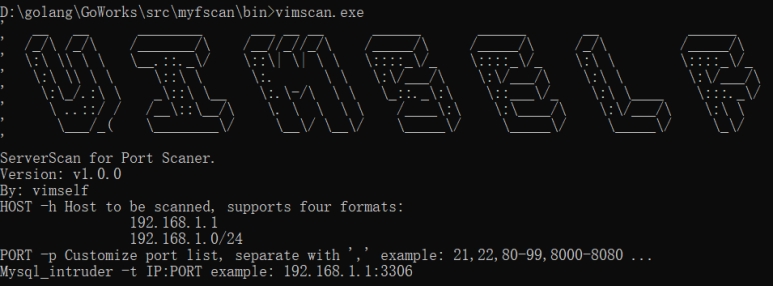 D:\golang\GoWorks\src\myfscan\bin>vimscan.exe
VIMSELF
ServerScan for Port Scaner.
Version: v1.0.0
By: vimself
HOST -h Host to be scanned, supports four formats:
192.168.1.1
192.168.1.0/24
PORT -p Customize port list, separate with ',' example: 21,22,80-99,8000-8080 ...
Mysql_intruder -t IP:PORT example: 192.168.1.1:3306